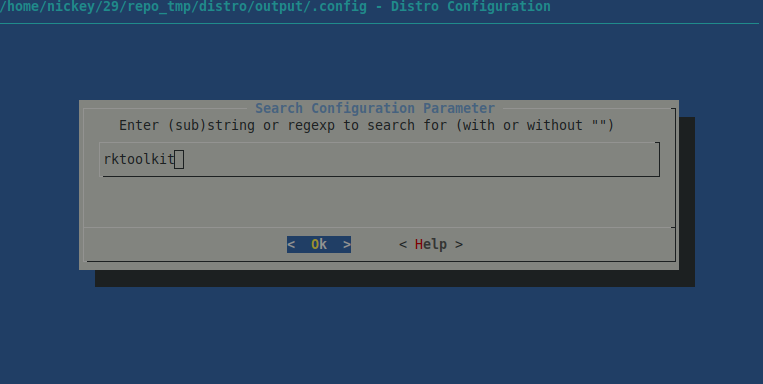 /home/nickey/29/repo_tmp/distro/output/.config - Distro Configuration
Search Configuration Parameter
Enter (sub)string or regexp to search for (with or without "")
rktoolkit
< Ok > < Help >